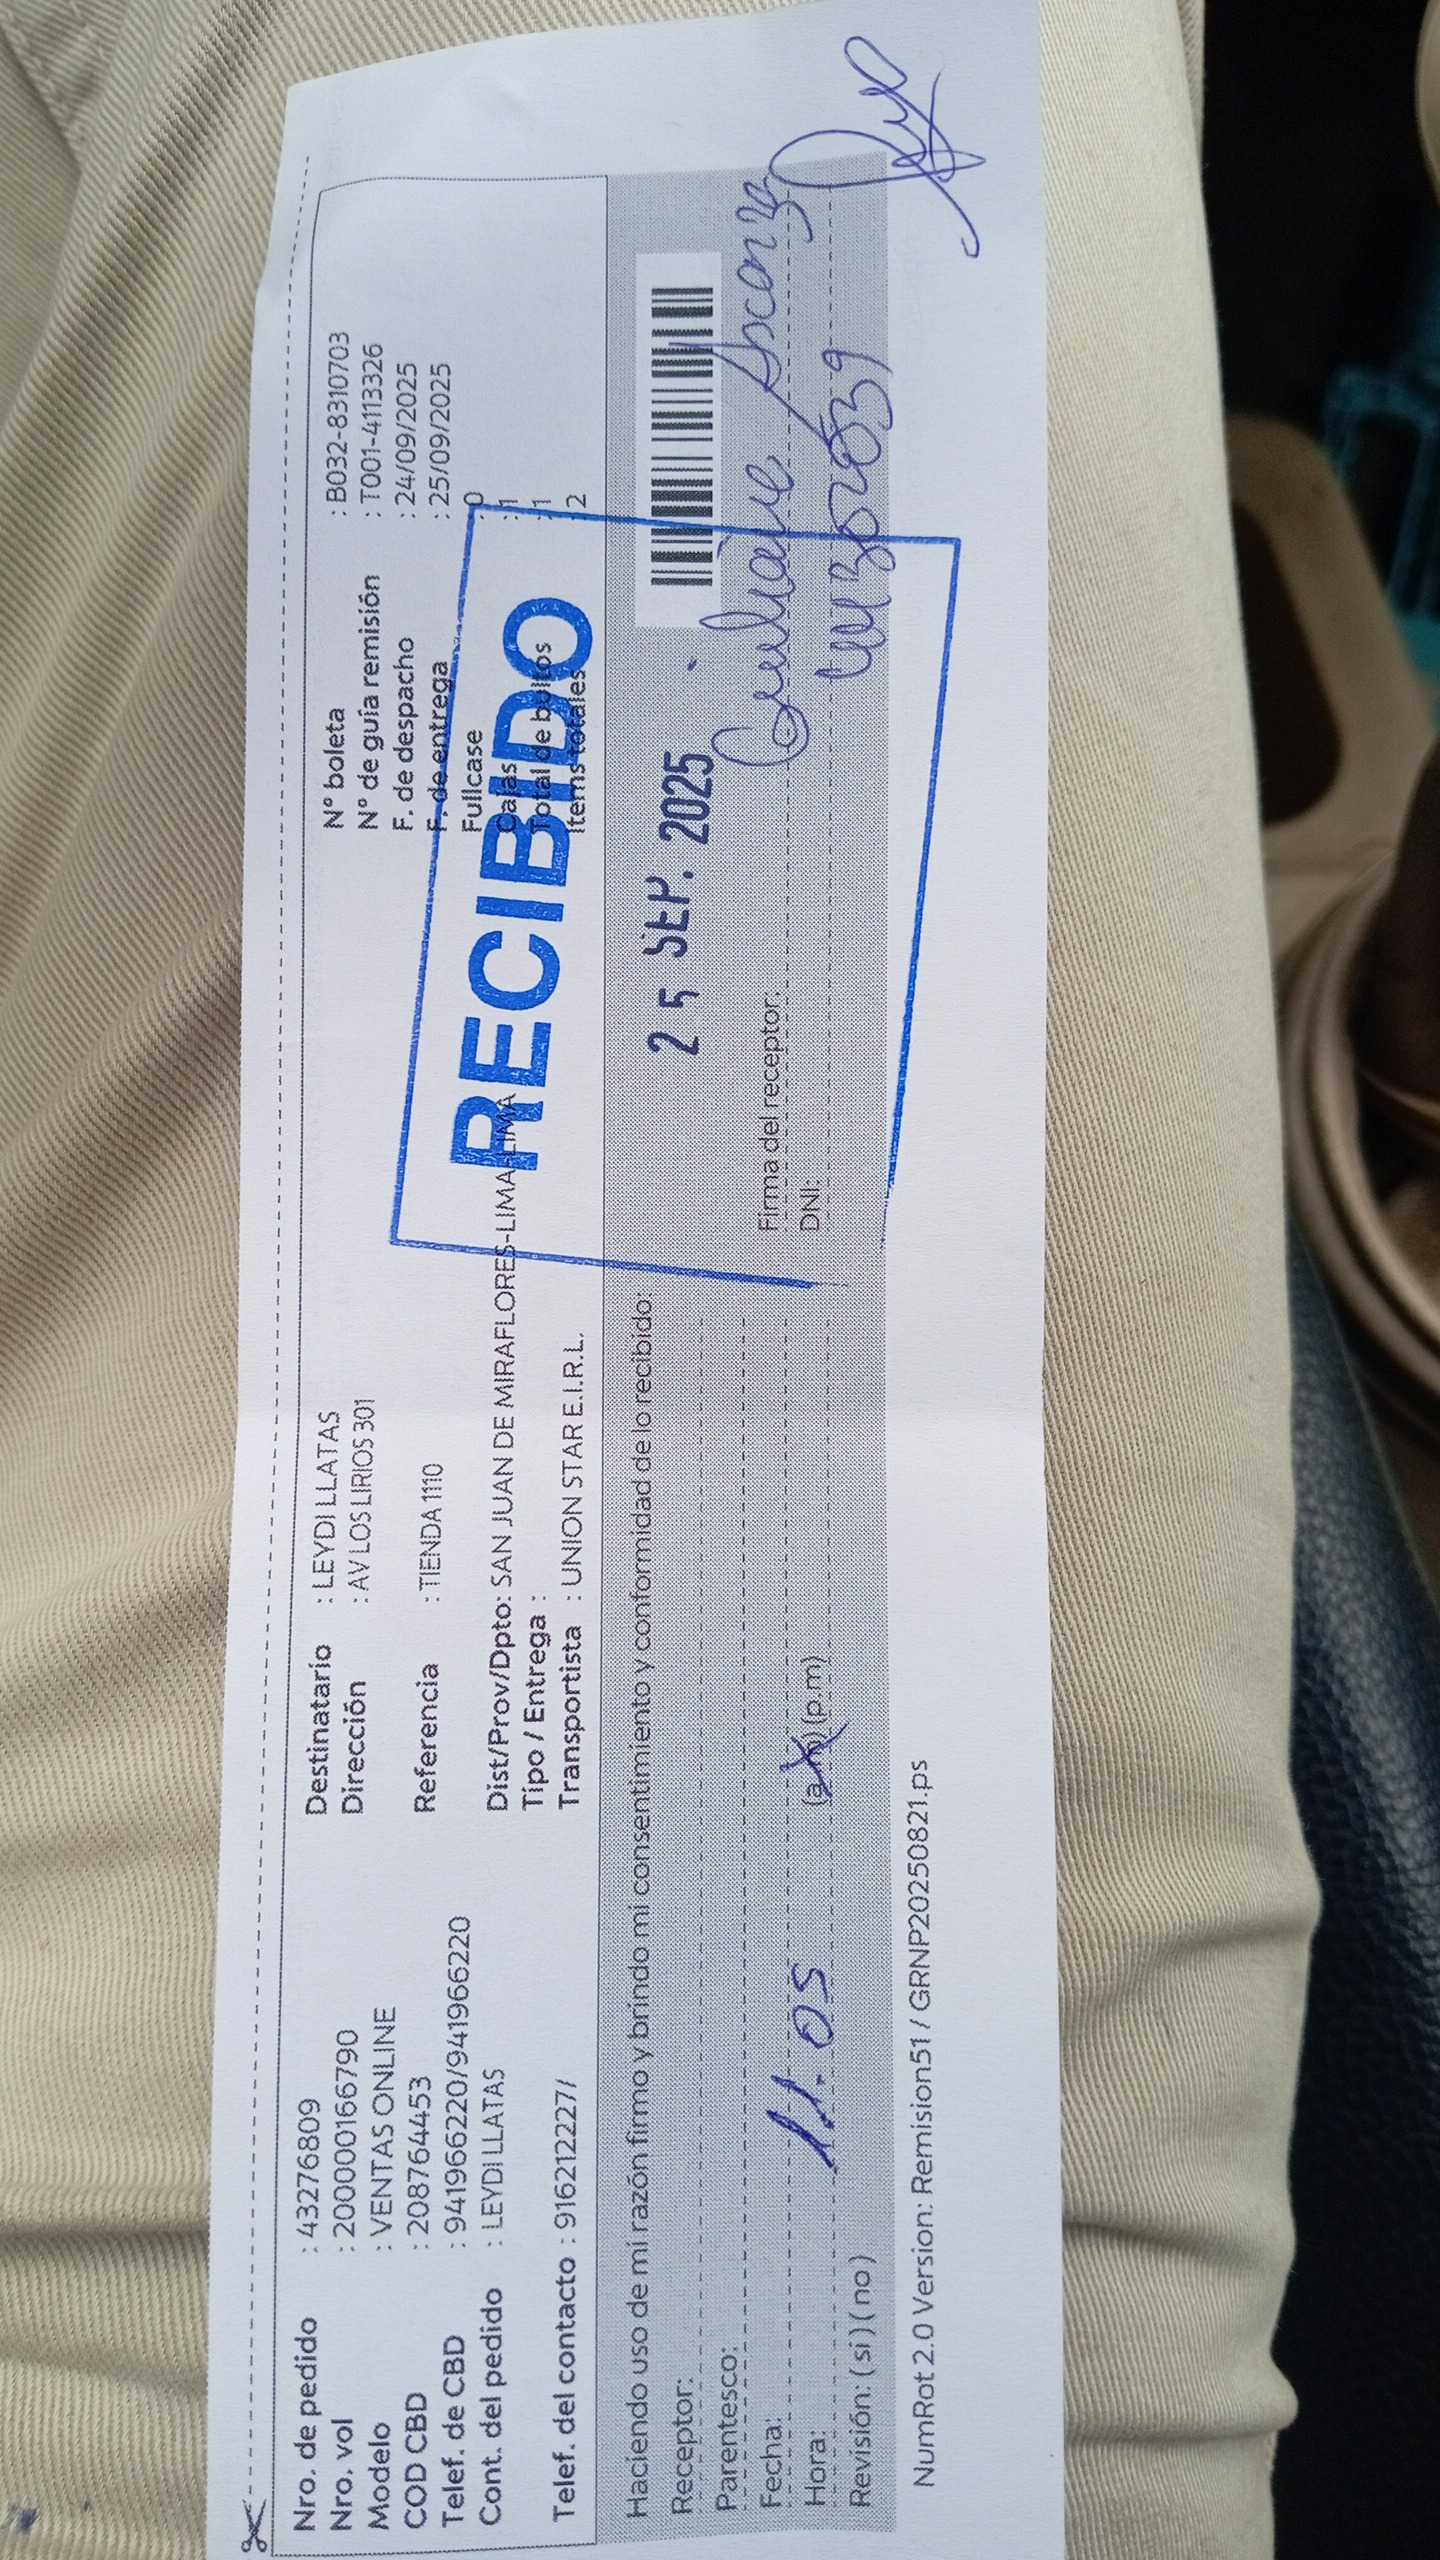 Nro. de pedido : 43276809
Nro. vol : 200000166790
Modelo : VENTAS ONLINE
COD CBD : 208764453
Telef. de CBD : 941966220/941966220
Cont. del pedido : LEYDI LLATAS
Telef. del contacto : 916212227/
Destinatario : LEYDI LLATAS
Dirección : AV LOS LIRIOS 301
Referencia : TIENDA 1110
Dist/Prov/Dpto: SAN JUAN DE MIRAFLORES-LIMA-LIMA
Tipo / Entrega :
Transportista : UNION STAR E.I.R.L.
N° boleta : B032-8310703
N° de guía remisión : T001-4113326
F. de despacho : 24/09/2025
F. de entrega : 25/09/2025
Fullcase : 0
Cajas : 1
Total de bultos : 1
Items totales : 2
RECIBIDO
25 SEP. 2025
Haciendo uso de mi razón firmo y brindo mi consentimiento y conformidad de lo recibido:
Receptor:
Parentesco:
Fecha:
Hora: 11.05 (a.m) (p.m)
Revisión: ( si ) ( no )
Firma del receptor:
DNI:
NumRot 2.0 Version: Remision51 / GRNP20250821.ps